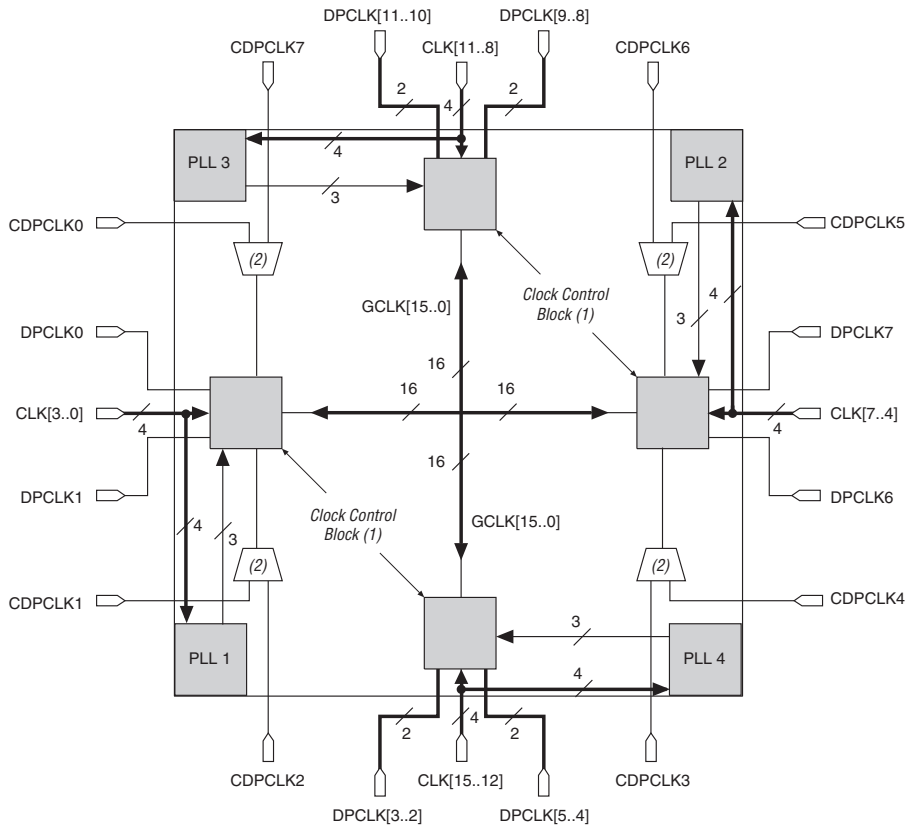 DPCLK[11..10]
DPCLK[9..8]
CDPCLK7
CLK[11..8]
CDPCLK6
2
4
2
4
PLL 3
PLL 2
3
CDPCLK0
CDPCLK5
(2)
(2)
Clock Control
Block (1)
GCLK[15..0]
4
3
DPCLK0
DPCLK7
16
16
16
CLK[3..0]
CLK[7..4]
4
4
16
DPCLK1
DPCLK6
Clock Control
Block (1)
GCLK[15..0]
4
3
(2)
(2)
CDPCLK1
CDPCLK4
3
PLL 1
PLL 4
4
2
4
2
CDPCLK2
CLK[15..12]
CDPCLK3
DPCLK[3..2]
DPCLK[5..4]